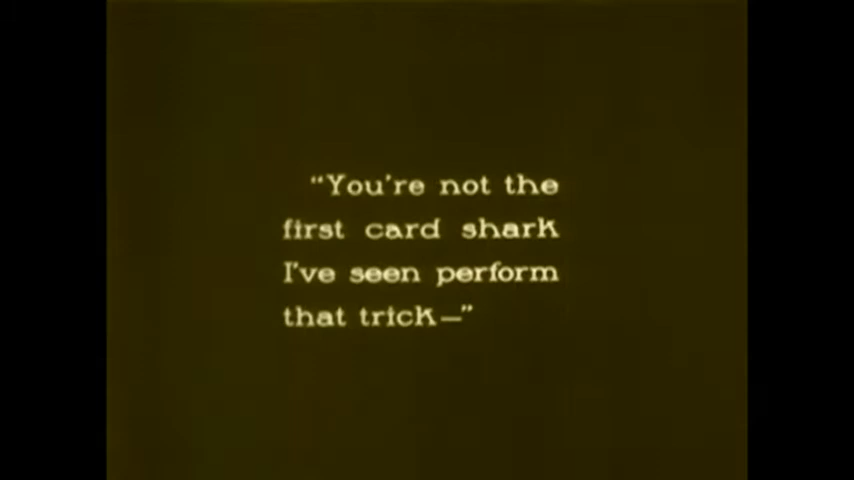 “You're not the
first card shark
I've seen perform
that trick—”